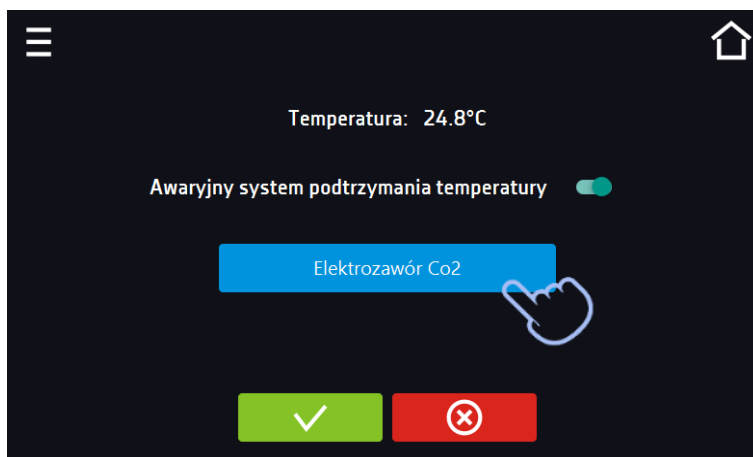 Temperatura: 24.8°C
Awaryjny system podtrzymania temperatury
Elektrozawór Co2